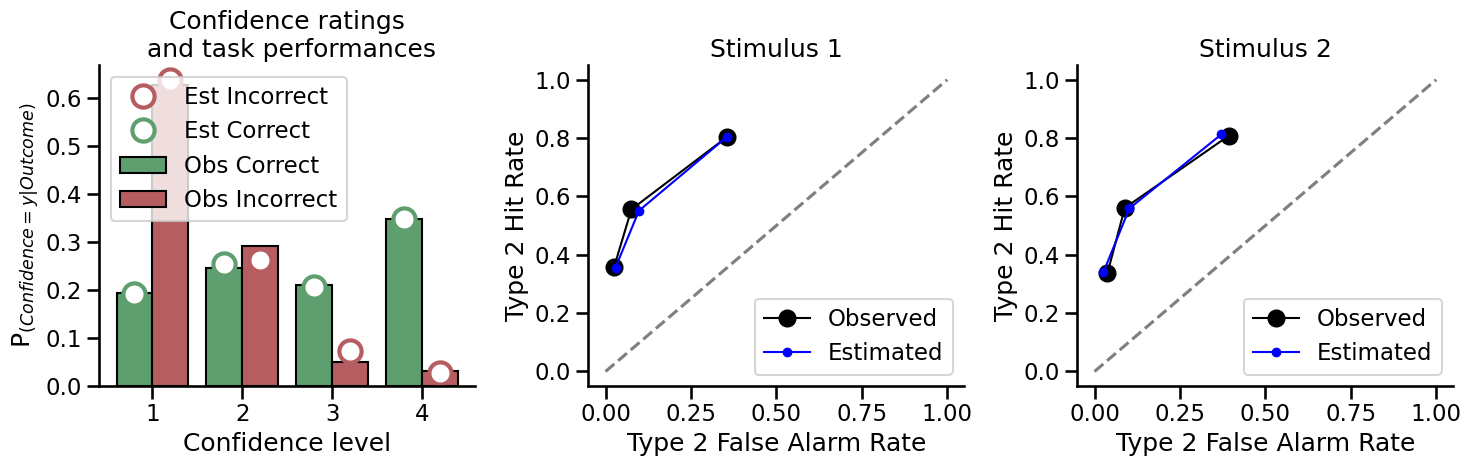 Confidence ratings
and task performances
P(Confidence = y|Outcome)
0.6
0.5
0.4
0.3
0.2
0.1
0.0
Est Incorrect
Est Correct
Obs Correct
Obs Incorrect
1 2 3 4
Confidence level
Stimulus 1
Type 2 Hit Rate
1.0
0.8
0.6
0.4
0.2
0.0
Observed
Estimated
0.00 0.25 0.50 0.75 1.00
Type 2 False Alarm Rate
Stimulus 2
Type 2 Hit Rate
1.0
0.8
0.6
0.4
0.2
0.0
Observed
Estimated
0.00 0.25 0.50 0.75 1.00
Type 2 False Alarm Rate